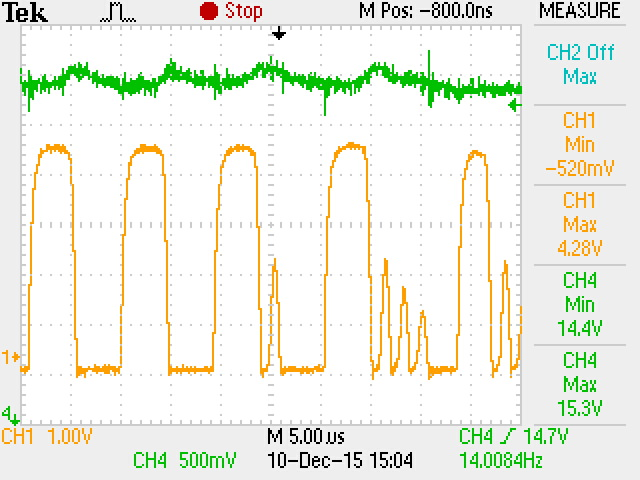 Tek Stop M Pos: -800.0ns MEASURE
CH2 Off
Max
CH1
Min
-520mV
CH1
Max
4.28V
CH4
Min
14.4V
CH4
Max
15.3V
1
4
CH1 1.00V M 5.00us CH4 14.7V
CH4 500mV 10-Dec-15 15:04 14.0084Hz